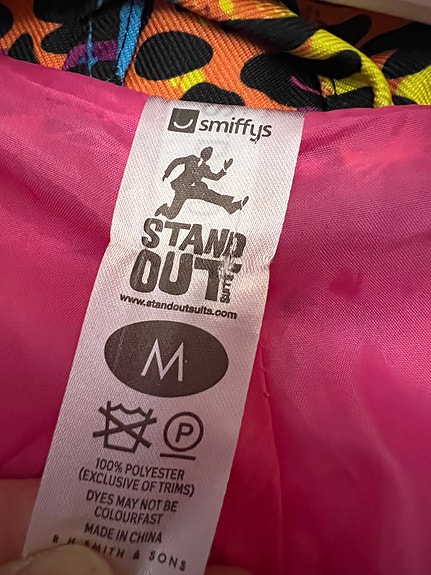 smiffys
STAND
OUT
SUITS
www.standoutsuits.com
M
P
100% POLYESTER
(EXCLUSIVE OF TRIMS)
DYES MAY NOT BE
COLOURFAST
MADE IN CHINA
R H SMITH & SONS